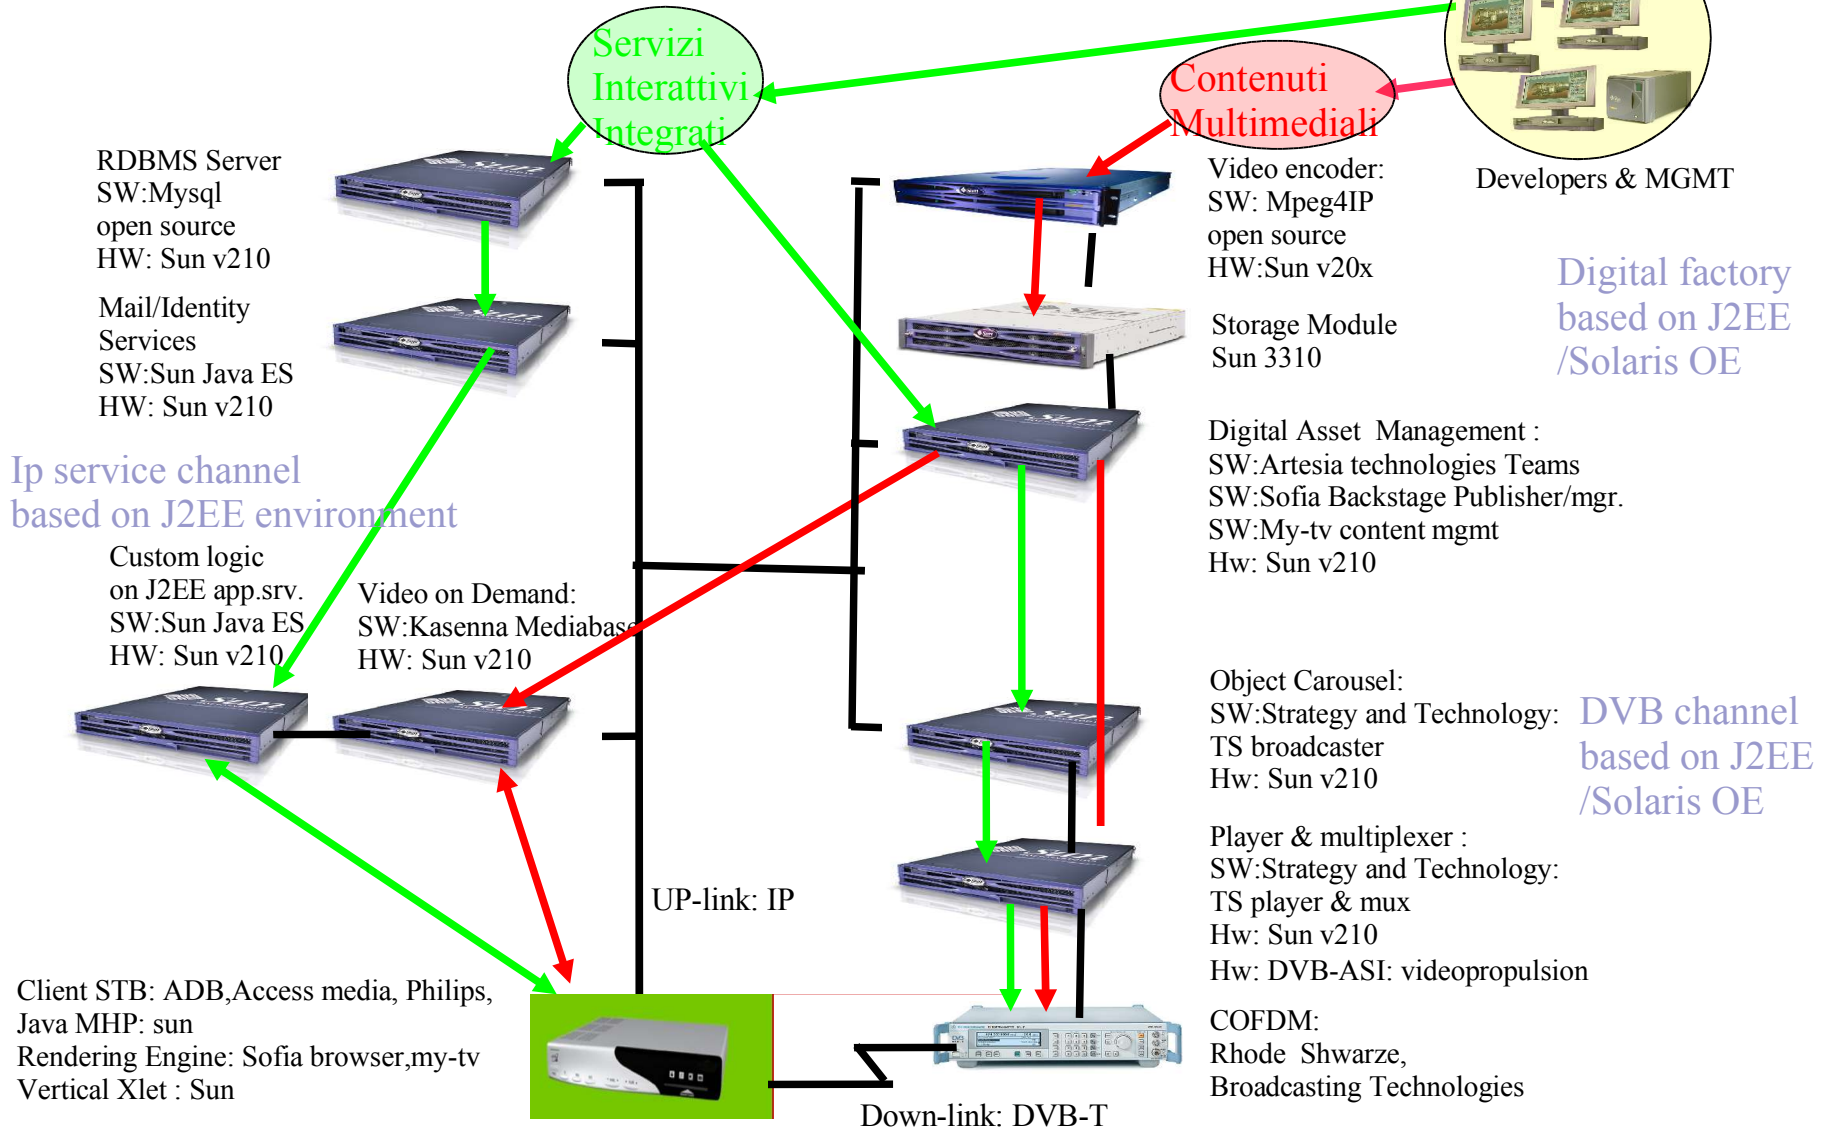 Servizi
Interattivi
Integrati
Contenuti
Multimediali
Developers & MGMT
RDBMS Server
SW:Mysql
open source
HW: Sun v210
Mail/Identity
Services
SW:Sun Java ES
HW: Sun v210
Ip service channel
based on J2EE environment
Custom logic
on J2EE app.srv.
SW:Sun Java ES
HW: Sun v210
Video on Demand:
SW:Kasenna Mediabase
HW: Sun v210
Video encoder:
SW: Mpeg4IP
open source
HW:Sun v20x
Storage Module
Sun 3310
Digital factory
based on J2EE
/Solaris OE
Digital Asset Management :
SW:Artesia technologies Teams
SW:Sofia Backstage Publisher/mgr.
SW:My-tv content mgmt
Hw: Sun v210
Object Carousel:
SW:Strategy and Technology:
TS broadcaster
Hw: Sun v210
DVB channel
based on J2EE
/Solaris OE
Player & multiplexer :
SW:Strategy and Technology:
TS player & mux
Hw: Sun v210
Hw: DVB-ASI: videopropulsion
UP-link: IP
Client STB: ADB,Access media, Philips,
Java MHP: sun
Rendering Engine: Sofia browser,my-tv
Vertical Xlet : Sun
COFDM:
Rhode Shwarze,
Broadcasting Technologies
Down-link: DVB-T